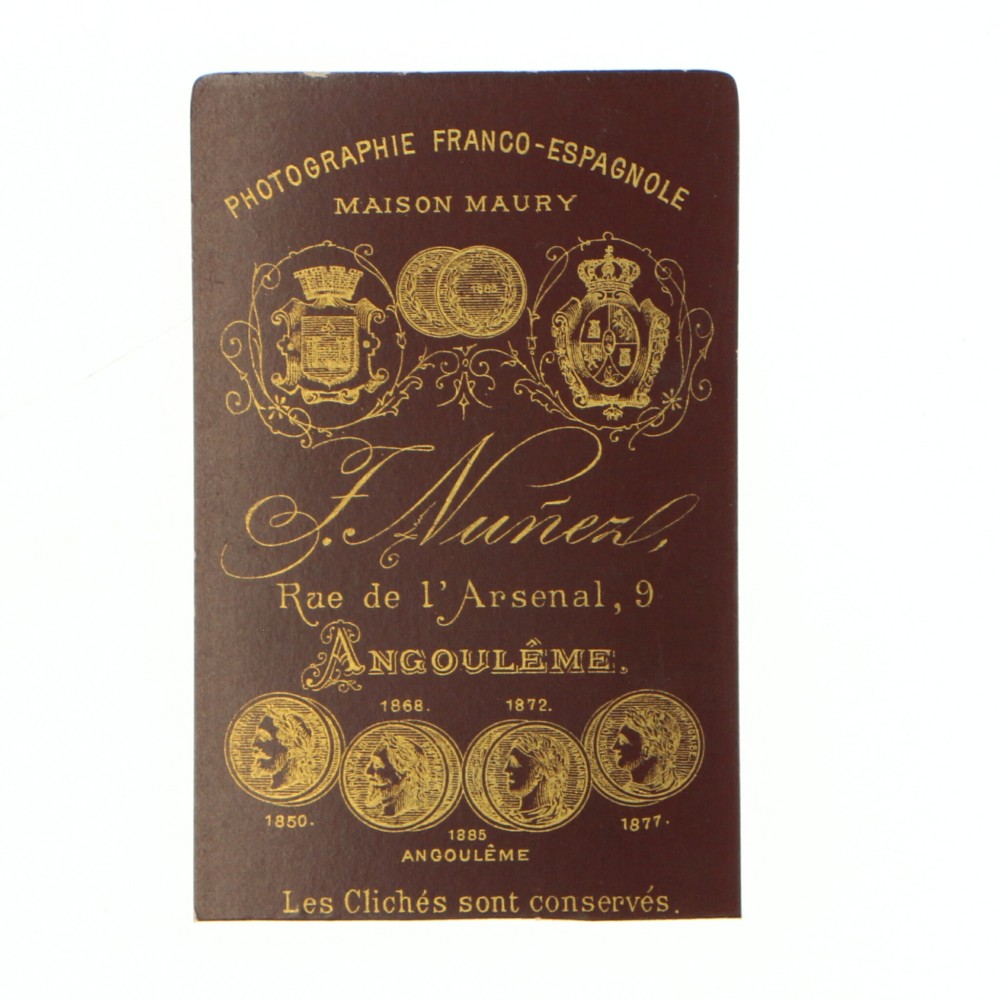 PHOTOGRAPHIE FRANCO-ESPAGNOLE
MAISON MAURY
1885
J. Nuñez,
Rue de l'Arsenal, 9
ANGOULÊME.
1868. 1872.
1850. 1877.
1885
ANGOULÊME
Les Clichés sont conservés.